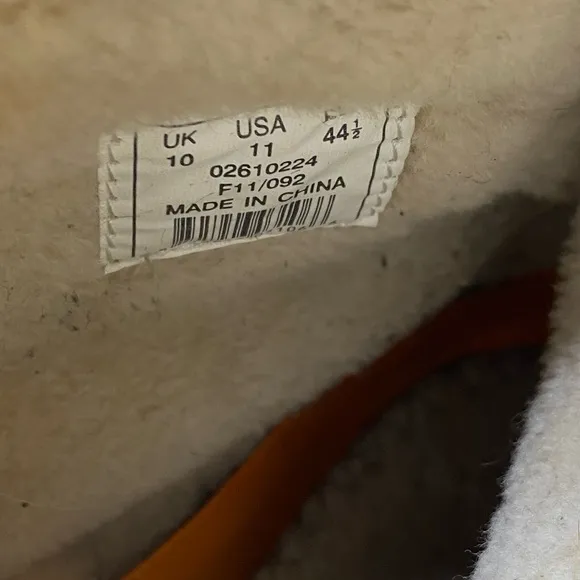 UK USA
10 11 44½
02610224
F11/092
MADE IN CHINA